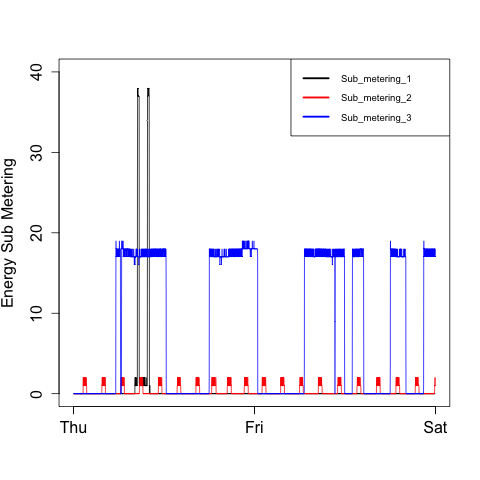 Energy Sub Metering
40
30
20
10
0
Sub_metering_1
Sub_metering_2
Sub_metering_3
Thu Fri Sat